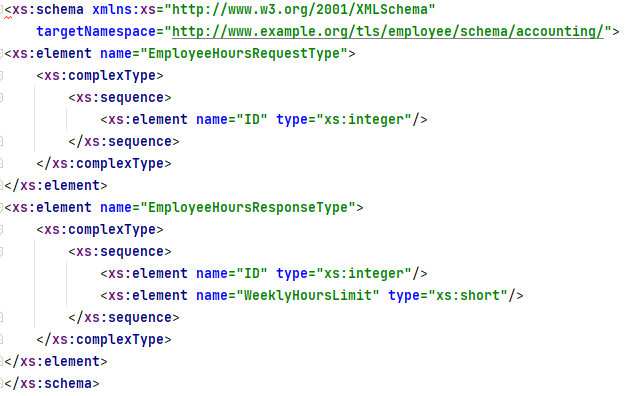 <xs:schema xmlns:xs="http://www.w3.org/2001/XMLSchema"
    targetNamespace="http://www.example.org/tls/employee/schema/accounting/">
<xs:element name="EmployeeHoursRequestType">
    <xs:complexType>
        <xs:sequence>
            <xs:element name="ID" type="xs:integer"/>
        </xs:sequence>
    </xs:complexType>
</xs:element>
<xs:element name="EmployeeHoursResponseType">
    <xs:complexType>
        <xs:sequence>
            <xs:element name="ID" type="xs:integer"/>
            <xs:element name="WeeklyHoursLimit" type="xs:short"/>
        </xs:sequence>
    </xs:complexType>
</xs:element>
</xs:schema>